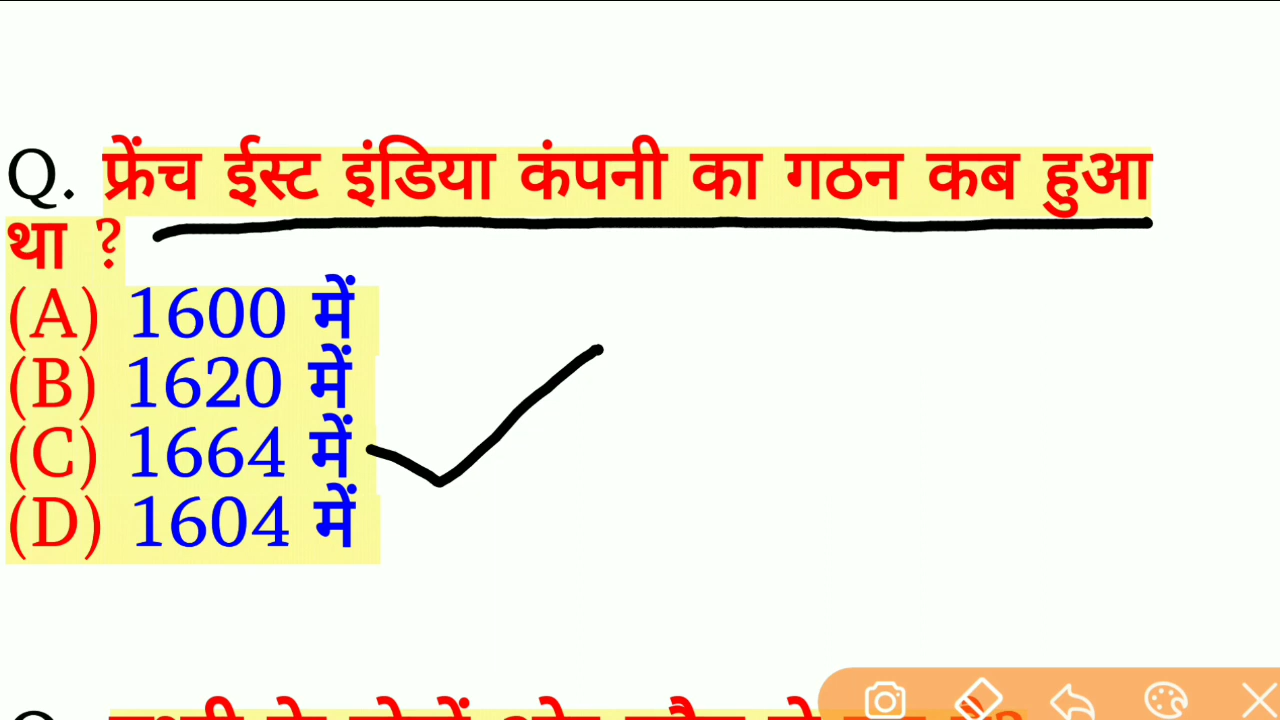 Q. फ्रेंच ईस्ट इंडिया कंपनी का गठन कब हुआ
था ?
(A) 1600 में
(B) 1620 में
(C) 1664 में
(D) 1604 में